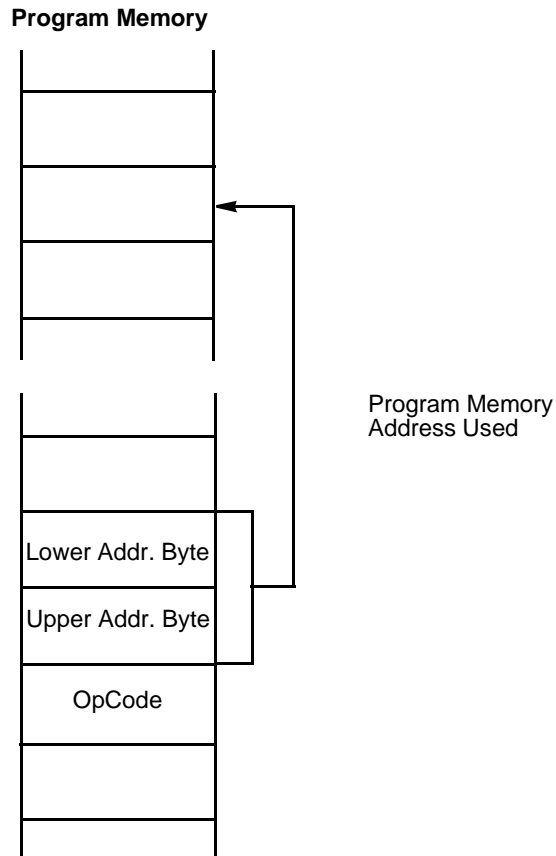 Program Memory
Program Memory
Address Used
Lower Addr. Byte
Upper Addr. Byte
OpCode